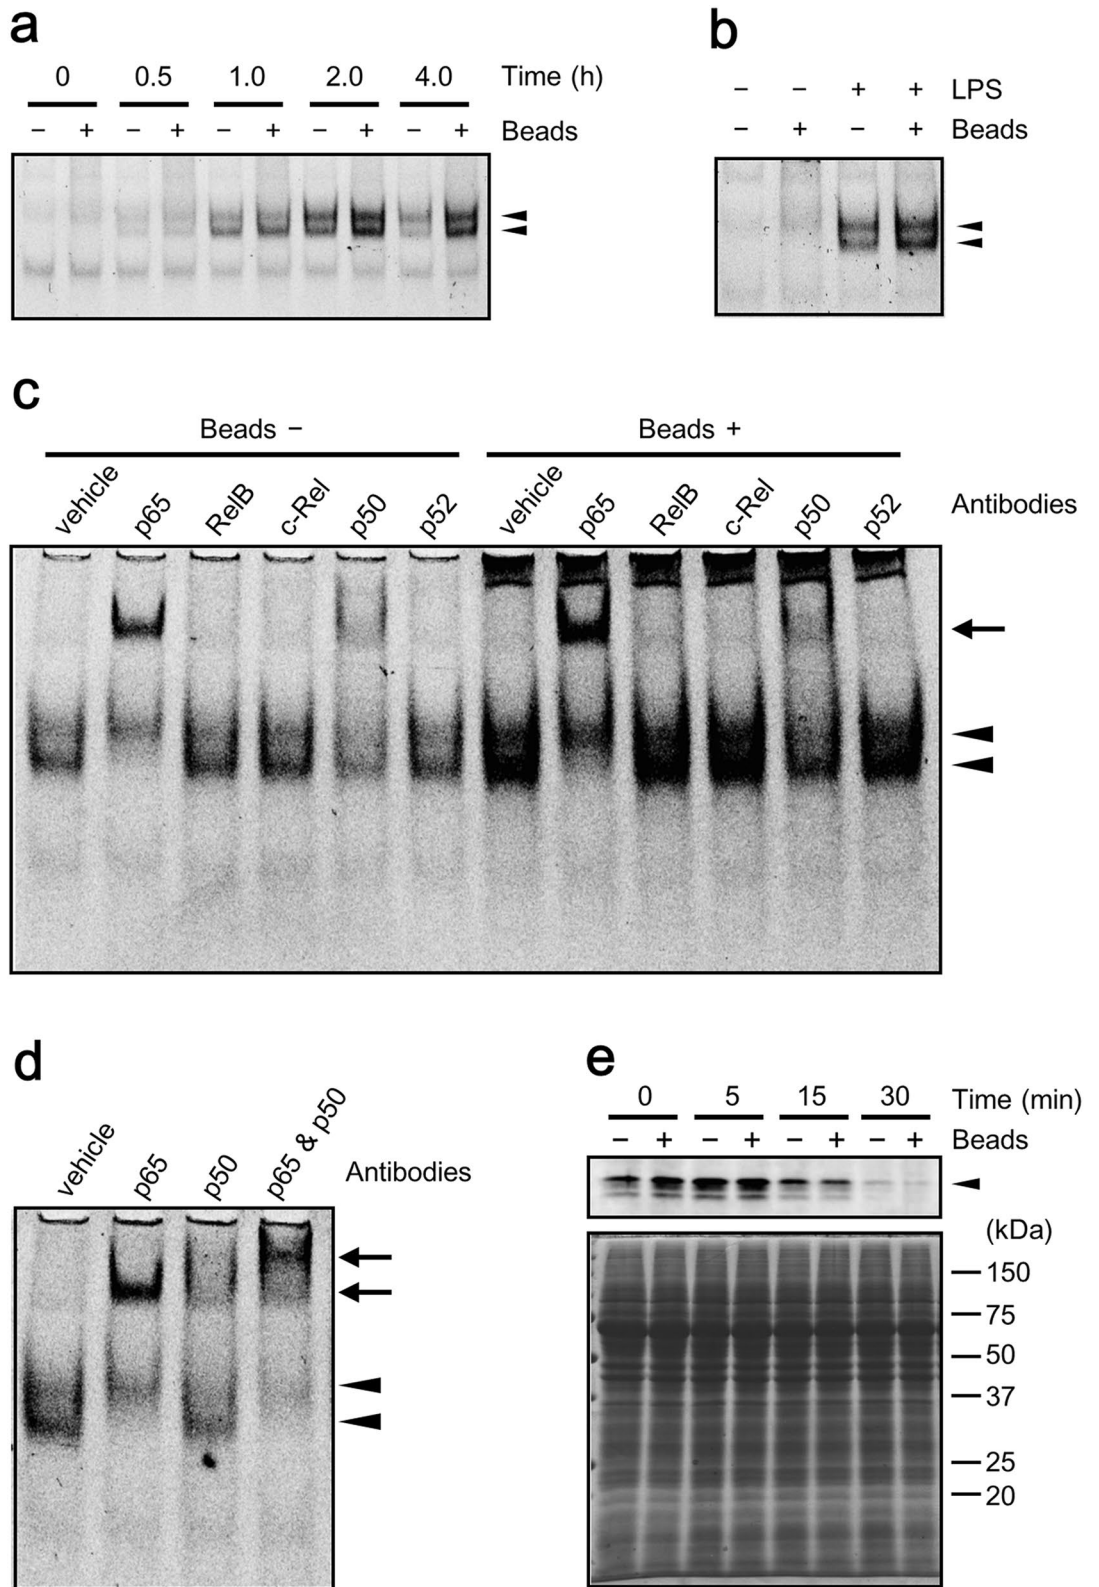 a
0 0.5 1.0 2.0 4.0 Time (h)
− + − + − + − + − + Beads
b
− − + + LPS
− + − + Beads
c
Beads − Beads +
vehicle p65 RelB c-Rel p50 p52 vehicle p65 RelB c-Rel p50 p52 Antibodies
d
vehicle p65 p50 p65 & p50 Antibodies
e
0 5 15 30 Time (min)
− + − + − + − + Beads
(kDa)
150
75
50
37
25
20